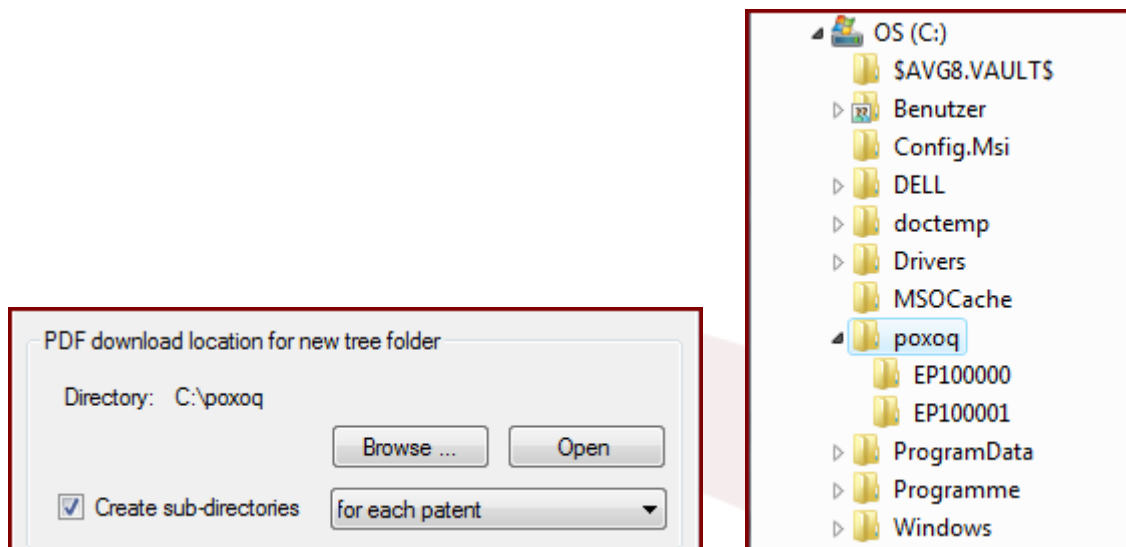 PDF download location for new tree folder
Directory: C:\poxoq
Browse ... Open
Create sub-directories for each patent
OS (C:)
$AVG8.VAULT$
Benutzer
Config.Msi
DELL
doctemp
Drivers
MSOCache
poxoq
EP100000
EP100001
ProgramData
Programme
Windows